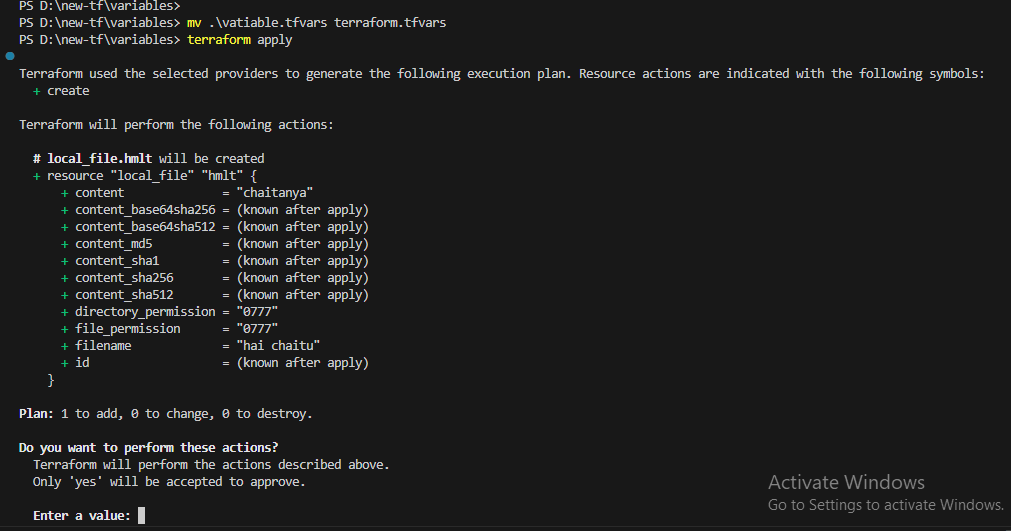 PS D:\new-tf\variables>
PS D:\new-tf\variables> mv .\vatiable.tfvars terraform.tfvars
PS D:\new-tf\variables> terraform apply
Terraform used the selected providers to generate the following execution plan. Resource actions are indicated with the following symbols:
+ create
Terraform will perform the following actions:
# local_file.hmlt will be created
+ resource "local_file" "hmlt" {
+ content = "chaitanya"
+ content_base64sha256 = (known after apply)
+ content_base64sha512 = (known after apply)
+ content_md5 = (known after apply)
+ content_sha1 = (known after apply)
+ content_sha256 = (known after apply)
+ content_sha512 = (known after apply)
+ directory_permission = "0777"
+ file_permission = "0777"
+ filename = "hai chaitu"
+ id = (known after apply)
}
Plan: 1 to add, 0 to change, 0 to destroy.
Do you want to perform these actions?
Terraform will perform the actions described above.
Only 'yes' will be accepted to approve.
Enter a value:
Activate Windows
Go to Settings to activate Windows.